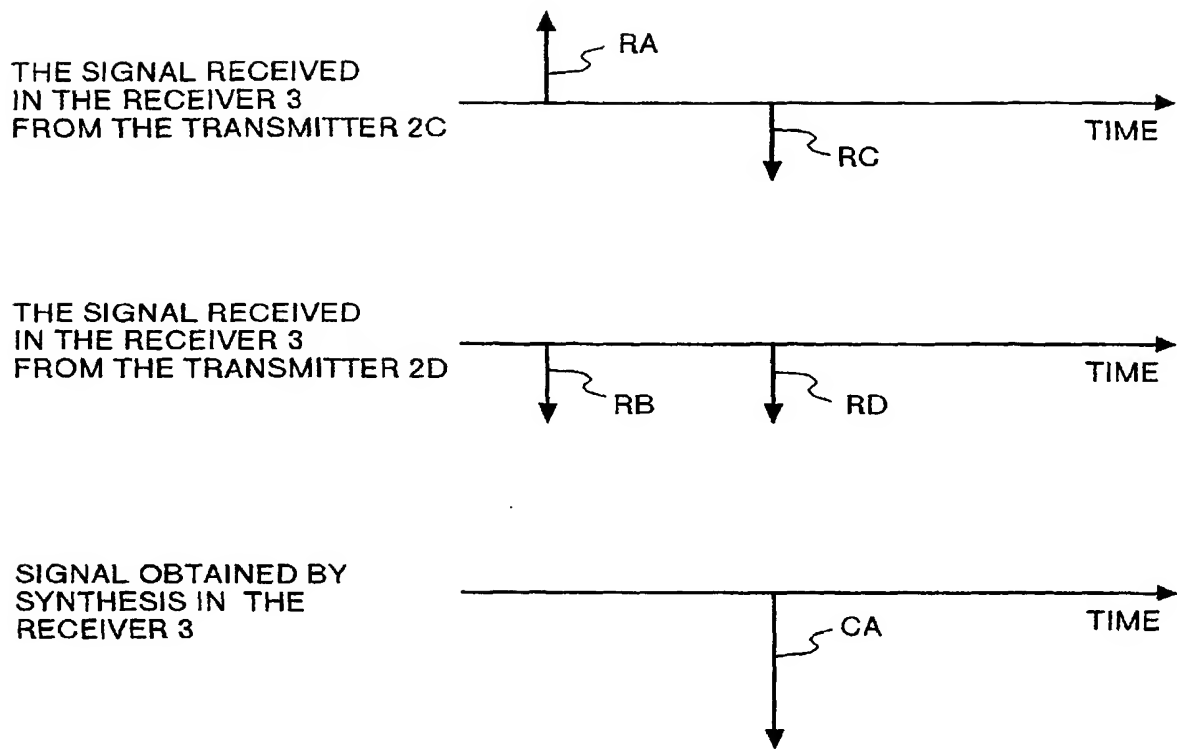 RA
THE SIGNAL RECEIVED
IN THE RECEIVER 3
FROM THE TRANSMITTER 2C
TIME
RC
THE SIGNAL RECEIVED
IN THE RECEIVER 3
FROM THE TRANSMITTER 2D
TIME
RB
RD
SIGNAL OBTAINED BY
SYNTHESIS IN THE
RECEIVER 3
TIME
CA